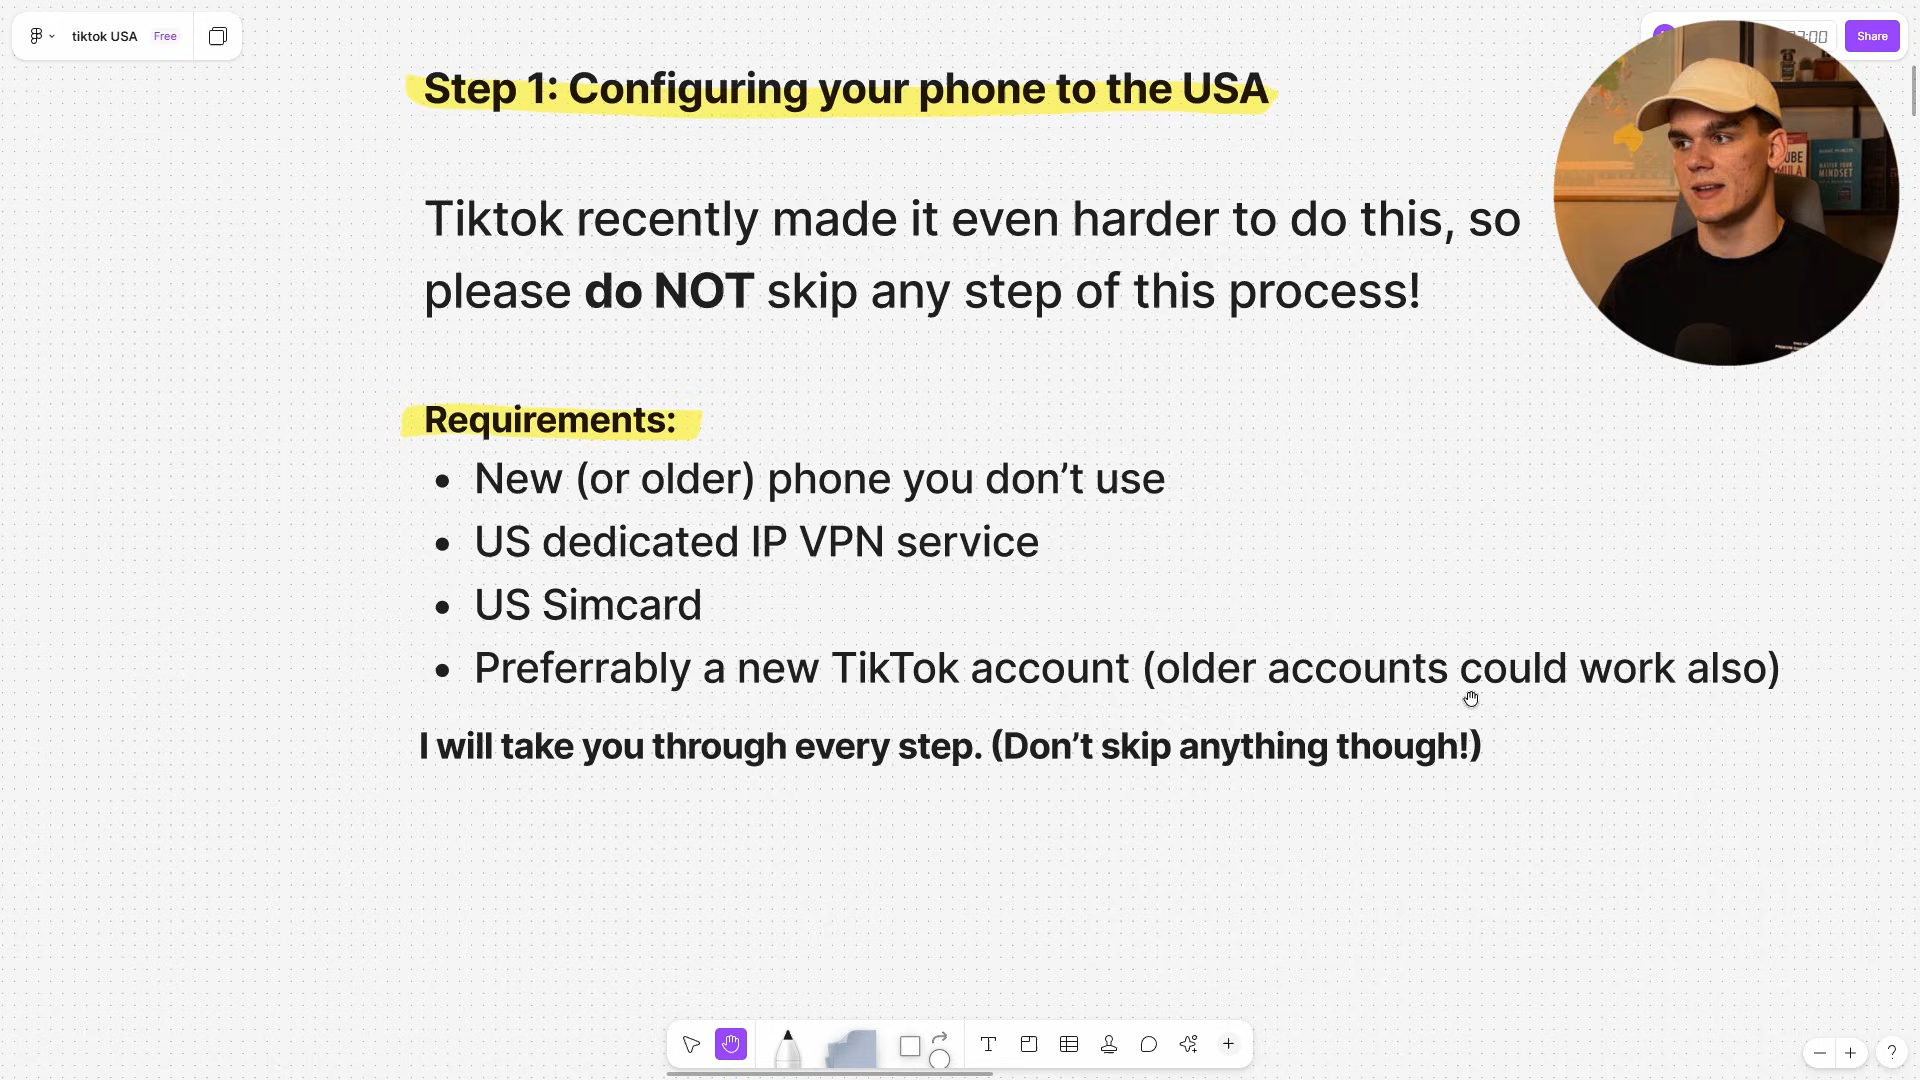 tiktok USA Free
Share
Step 1: Configuring your phone to the USA
Tiktok recently made it even harder to do this, so
please do NOT skip any step of this process!
Requirements:
• New (or older) phone you don’t use
• US dedicated IP VPN service
• US Simcard
• Preferrably a new TikTok account (older accounts could work also)
I will take you through every step. (Don’t skip anything though!)
MASTER YOUR
MINDSET